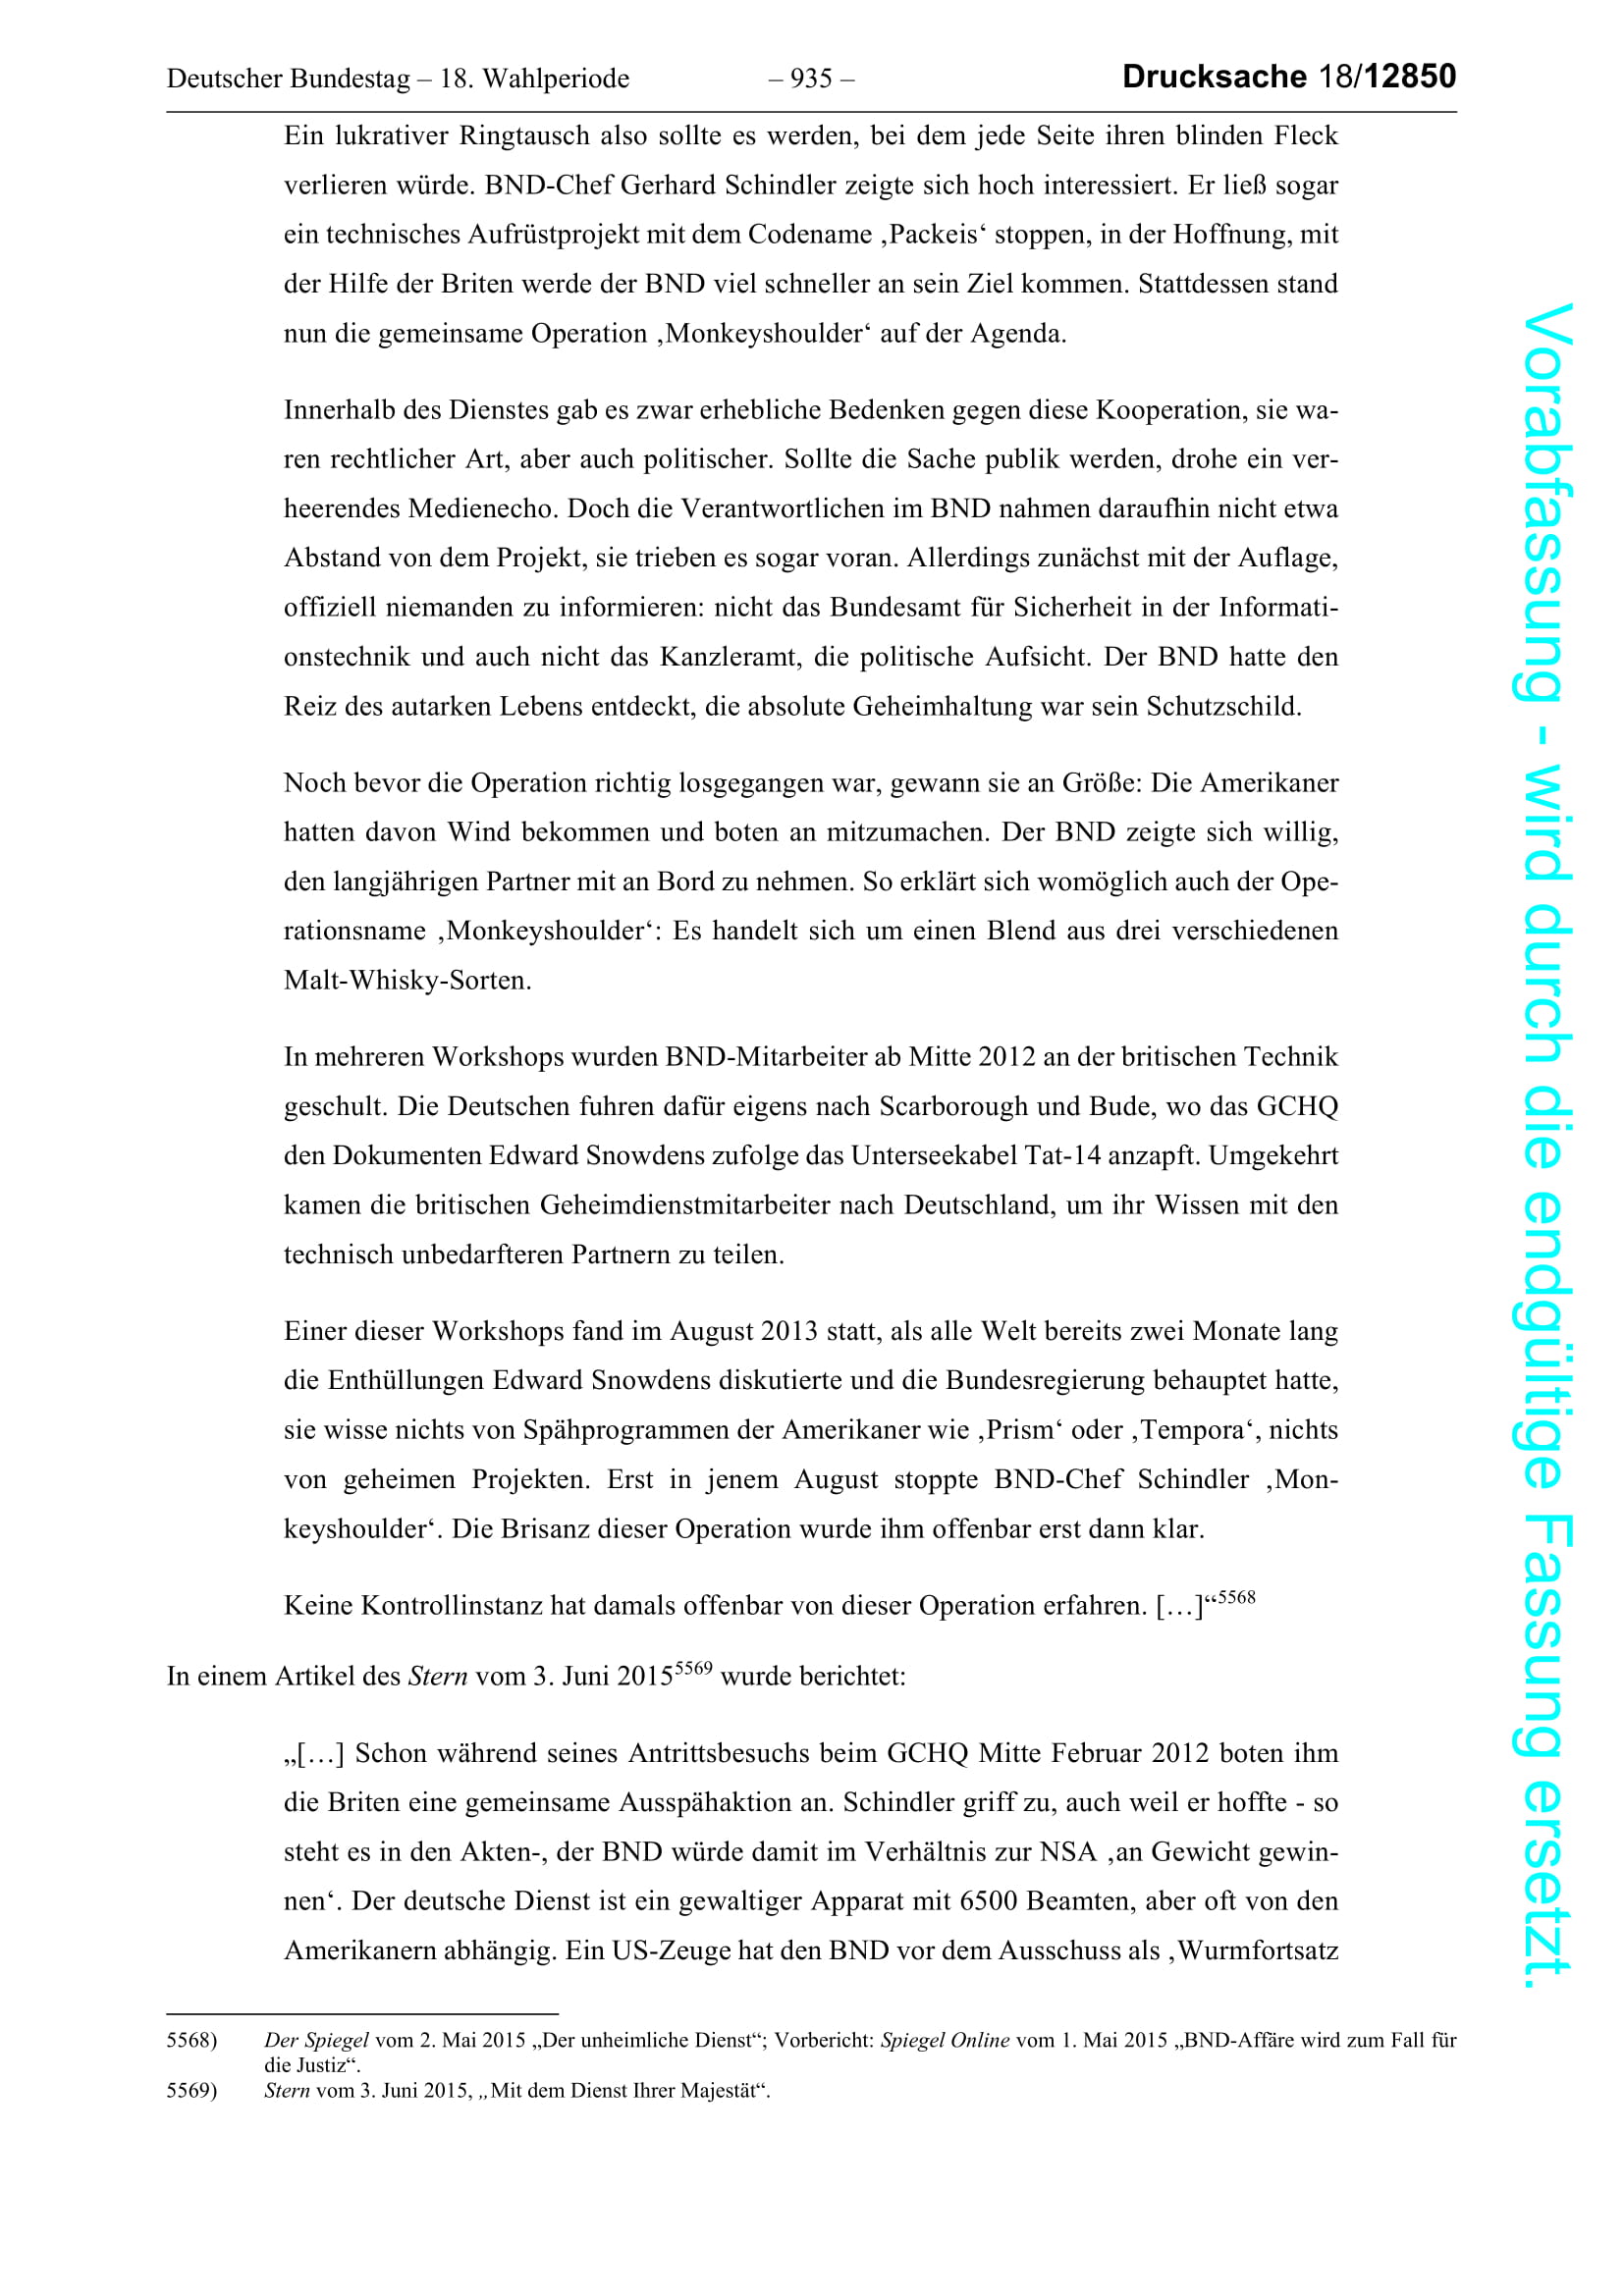 Deutscher Bundestag – 18. Wahlperiode – 935 – Drucksache 18/12850
Ein lukrativer Ringtausch also sollte es werden, bei dem jede Seite ihren blinden Fleck
verlieren würde. BND-Chef Gerhard Schindler zeigte sich hoch interessiert. Er ließ sogar
ein technisches Aufrüstprojekt mit dem Codename ‚Packeis‘ stoppen, in der Hoffnung, mit
der Hilfe der Briten werde der BND viel schneller an sein Ziel kommen. Stattdessen stand
nun die gemeinsame Operation ‚Monkeyshoulder‘ auf der Agenda.
Innerhalb des Dienstes gab es zwar erhebliche Bedenken gegen diese Kooperation, sie wa-
ren rechtlicher Art, aber auch politischer. Sollte die Sache publik werden, drohe ein ver-
heerendes Medienecho. Doch die Verantwortlichen im BND nahmen daraufhin nicht etwa
Abstand von dem Projekt, sie trieben es sogar voran. Allerdings zunächst mit der Auflage,
offiziell niemanden zu informieren: nicht das Bundesamt für Sicherheit in der Informati-
onstechnik und auch nicht das Kanzleramt, die politische Aufsicht. Der BND hatte den
Reiz des autarken Lebens entdeckt, die absolute Geheimhaltung war sein Schutzschild.
Noch bevor die Operation richtig losgegangen war, gewann sie an Größe: Die Amerikaner
hatten davon Wind bekommen und boten an mitzumachen. Der BND zeigte sich willig,
den langjährigen Partner mit an Bord zu nehmen. So erklärt sich womöglich auch der Ope-
rationsname ‚Monkeyshoulder‘: Es handelt sich um einen Blend aus drei verschiedenen
Malt-Whisky-Sorten.
In mehreren Workshops wurden BND-Mitarbeiter ab Mitte 2012 an der britischen Technik
geschult. Die Deutschen fuhren dafür eigens nach Scarborough und Bude, wo das GCHQ
den Dokumenten Edward Snowdens zufolge das Unterseekabel Tat-14 anzapft. Umgekehrt
kamen die britischen Geheimdienstmitarbeiter nach Deutschland, um ihr Wissen mit den
technisch unbedarfteren Partnern zu teilen.
Einer dieser Workshops fand im August 2013 statt, als alle Welt bereits zwei Monate lang
die Enthüllungen Edward Snowdens diskutierte und die Bundesregierung behauptet hatte,
sie wisse nichts von Spähprogrammen der Amerikaner wie ‚Prism‘ oder ‚Tempora‘, nichts
von geheimen Projekten. Erst in jenem August stoppte BND-Chef Schindler ‚Mon-
keyshoulder‘. Die Brisanz dieser Operation wurde ihm offenbar erst dann klar.
Keine Kontrollinstanz hat damals offenbar von dieser Operation erfahren. […]“5568
In einem Artikel des Stern vom 3. Juni 20155569 wurde berichtet:
„[…] Schon während seines Antrittsbesuchs beim GCHQ Mitte Februar 2012 boten ihm
die Briten eine gemeinsame Ausspähaktion an. Schindler griff zu, auch weil er hoffte - so
steht es in den Akten-, der BND würde damit im Verhältnis zur NSA ‚an Gewicht gewin-
nen‘. Der deutsche Dienst ist ein gewaltiger Apparat mit 6500 Beamten, aber oft von den
Amerikanern abhängig. Ein US-Zeuge hat den BND vor dem Ausschuss als ‚Wurmfortsatz
5568) Der Spiegel vom 2. Mai 2015 „Der unheimliche Dienst“; Vorbericht: Spiegel Online vom 1. Mai 2015 „BND-Affäre wird zum Fall für
die Justiz“.
5569) Stern vom 3. Juni 2015, „Mit dem Dienst Ihrer Majestät“.
Vorabfassung - wird durch die endgültige Fassung ersetzt.